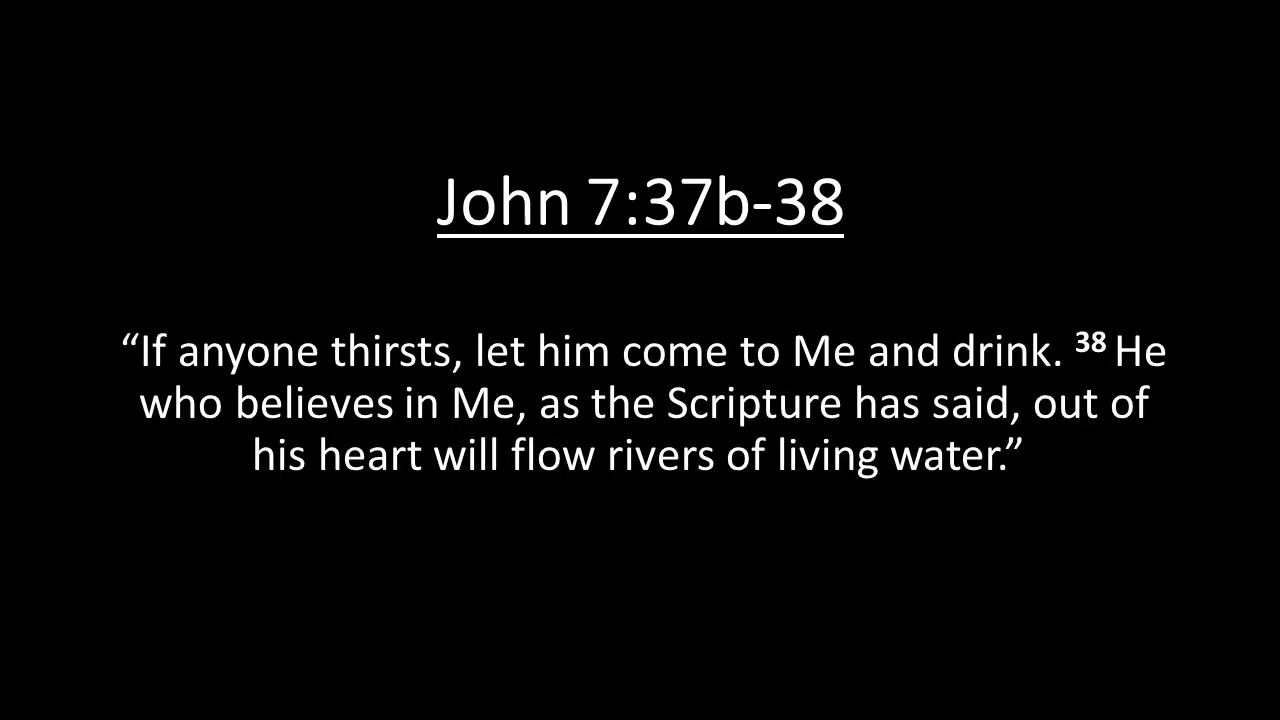 John 7:37b-38
“If anyone thirsts, let him come to Me and drink. 38 He
who believes in Me, as the Scripture has said, out of
his heart will flow rivers of living water.”